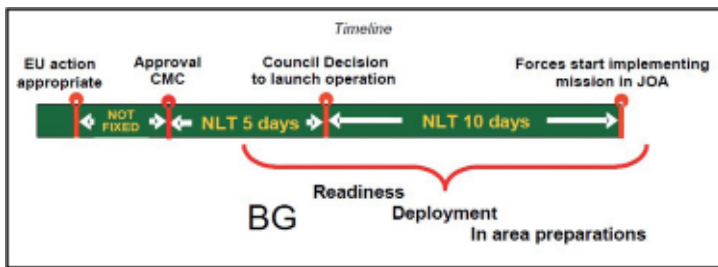 Timeline
EU action
appropriate
Approval
CMC
Council Decision
to launch operation
Forces start implementing
mission in JOA
NOT
FIXED
NLT 5 days
NLT 10 days
Readiness
BG
Deployment
In area preparations